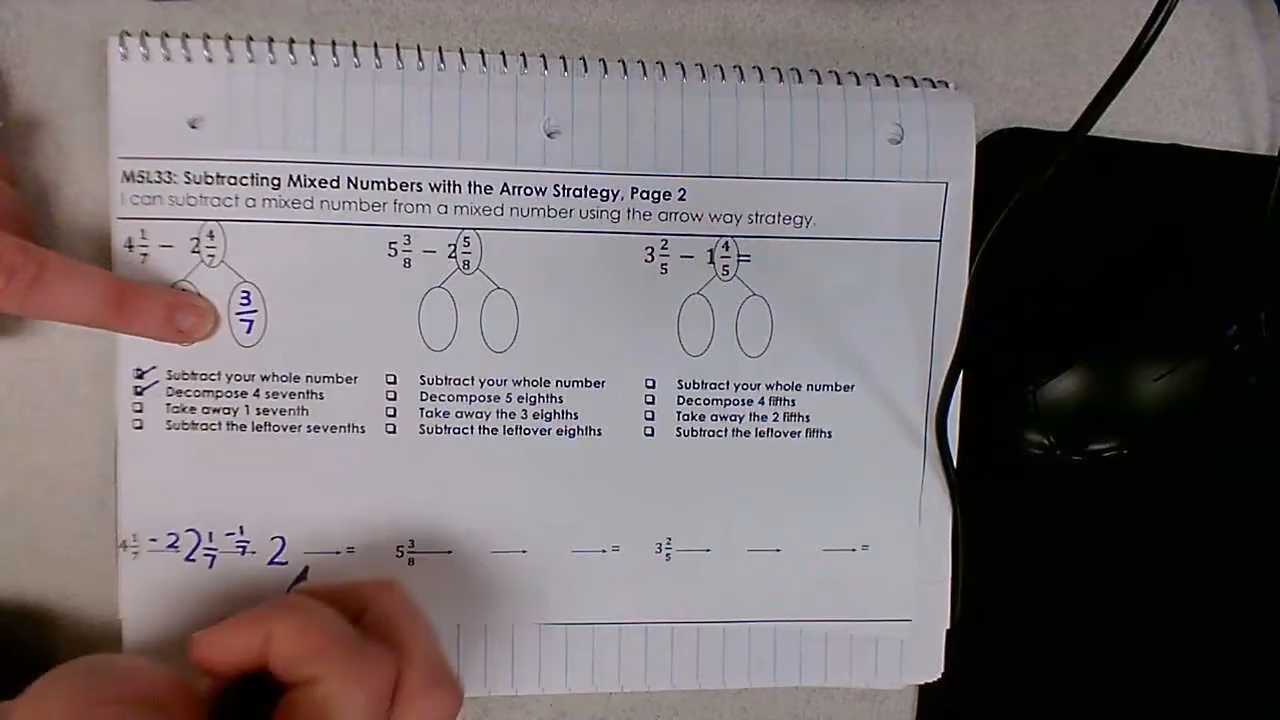 M5L33: Subtracting Mixed Numbers with the Arrow Strategy, Page 2
I can subtract a mixed number from a mixed number using the arrow way strategy.
4 1/7 − 2 4/7
3/7
Subtract your whole number
Decompose 4 sevenths
Take away 1 seventh
Subtract the leftover sevenths
4 1/7 -2 2 1/7 -1/7 2 =
5 3/8 − 2 5/8
Subtract your whole number
Decompose 5 eighths
Take away the 3 eighths
Subtract the leftover eighths
5 3/8 =
3 2/5 − 1 4/5 =
Subtract your whole number
Decompose 4 fifths
Take away the 2 fifths
Subtract the leftover fifths
3 2/5 =